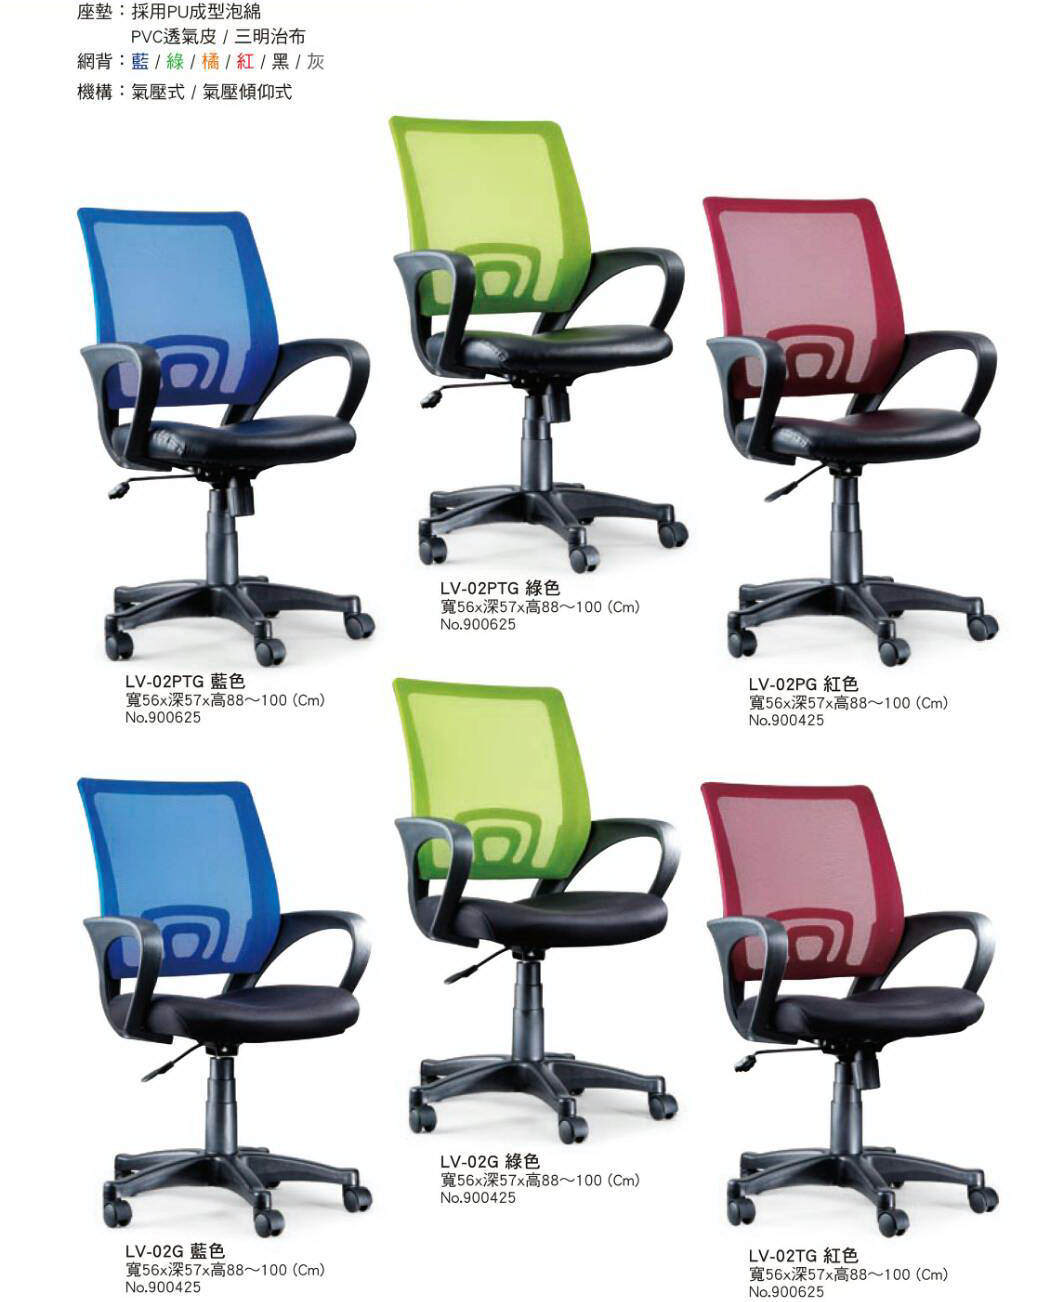 座墊：採用PU成型泡綿
PVC透氣皮 / 三明治布
網背：藍 / 綠 / 橘 / 紅 / 黑 / 灰
機構：氣壓式 / 氣壓傾仰式
LV-02PTG 綠色
寬56x深57x高88～100 (Cm)
No.900625
LV-02PTG 藍色
寬56x深57x高88～100 (Cm)
No.900625
LV-02PG 紅色
寬56x深57x高88～100 (Cm)
No.900425
LV-02G 綠色
寬56x深57x高88～100 (Cm)
No.900425
LV-02G 藍色
寬56x深57x高88～100 (Cm)
No.900425
LV-02TG 紅色
寬56x深57x高88～100 (Cm)
No.900625